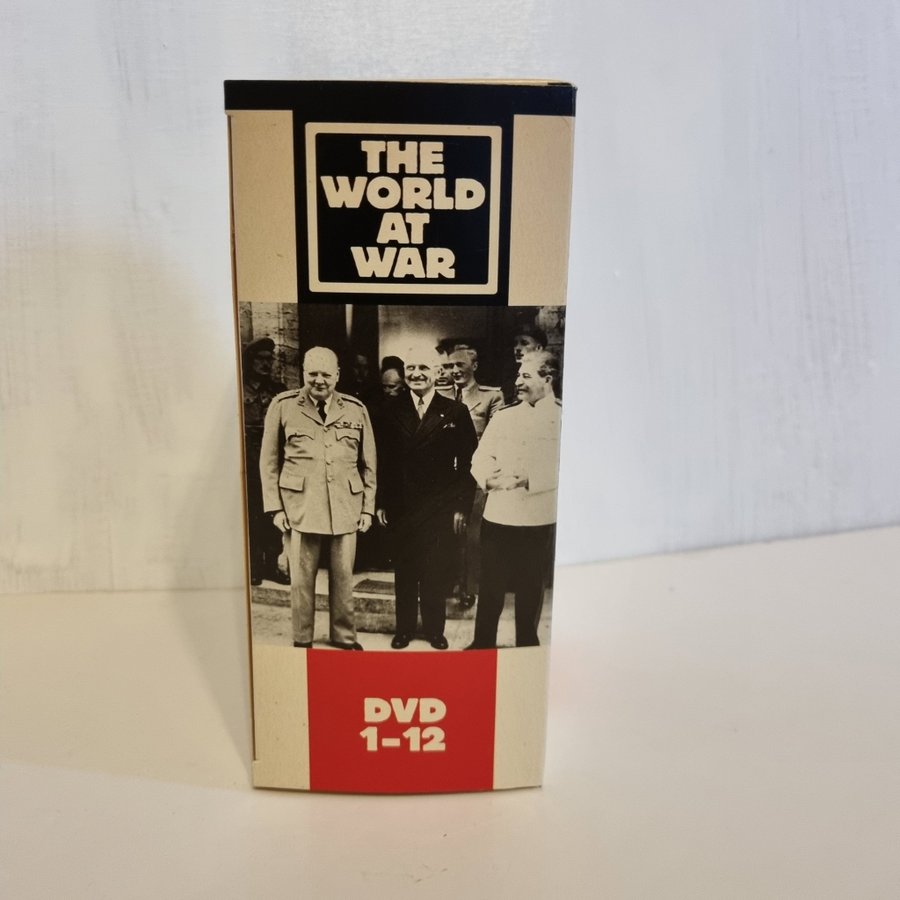 THE
WORLD
AT
WAR
DVD
1-12